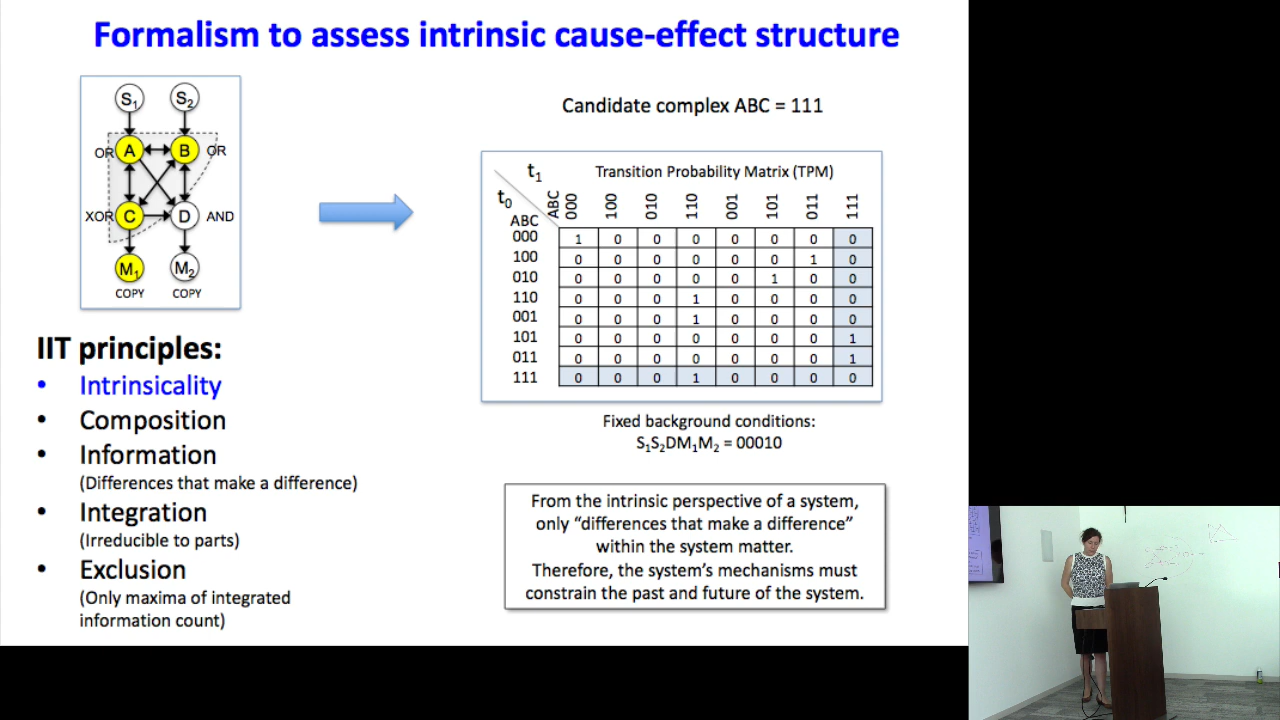 Formalism to assess intrinsic cause-effect structure
S1 S2
OR A B OR
XOR C D AND
M1 M2
COPY COPY
Candidate complex ABC = 111
t1 Transition Probability Matrix (TPM)
t0
ABC ABC 000 100 010 110 001 101 011 111
000 1 0 0 0 0 0 0 0
100 0 0 0 0 0 0 1 0
010 0 0 0 0 0 1 0 0
110 0 0 0 1 0 0 0 0
001 0 0 0 1 0 0 0 0
101 0 0 0 0 0 0 0 1
011 0 0 0 0 0 0 0 1
111 0 0 0 1 0 0 0 0
Fixed background conditions:
S1S2DM1M2 = 00010
IIT principles:
• Intrinsicality
• Composition
• Information
(Differences that make a difference)
• Integration
(Irreducible to parts)
• Exclusion
(Only maxima of integrated
information count)
From the intrinsic perspective of a system,
only “differences that make a difference”
within the system matter.
Therefore, the system’s mechanisms must
constrain the past and future of the system.